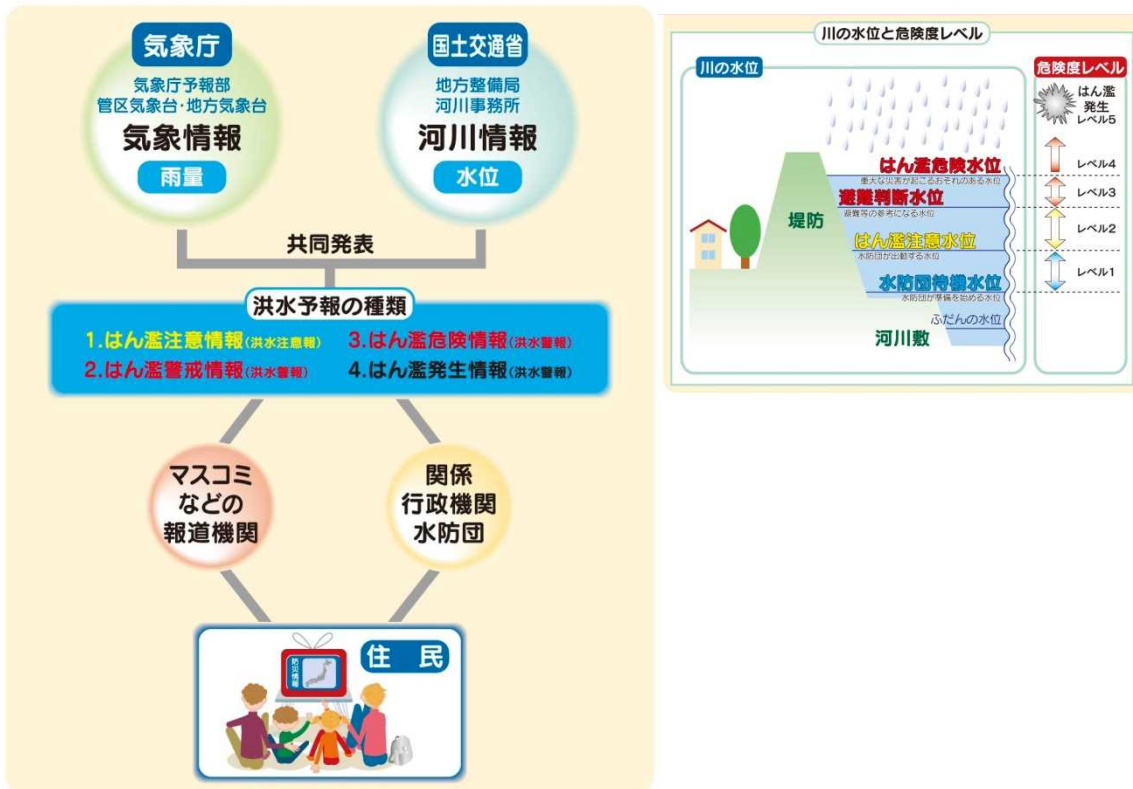 気象庁
気象庁予報部
管区気象台・地方気象台
気象情報
雨量
国土交通省
地方整備局
河川事務所
河川情報
水位
共同発表
洪水予報の種類
1.はん濫注意情報(洪水注意報)
2.はん濫警戒情報(洪水警報)
3.はん濫危険情報(洪水警報)
4.はん濫発生情報(洪水警報)
マスコミ
などの
報道機関
関係
行政機関
水防団
防災情報
住 民
川の水位と危険度レベル
川の水位
はん濫危険水位
重大な災害が起こるおそれのある水位
避難判断水位
避難等の参考になる水位
はん濫注意水位
水防団が出動する水位
水防団待機水位
水防団が準備を始める水位
ふだんの水位
堤防
河川敷
危険度レベル
はん濫
発生
レベル5
レベル4
レベル3
レベル2
レベル1